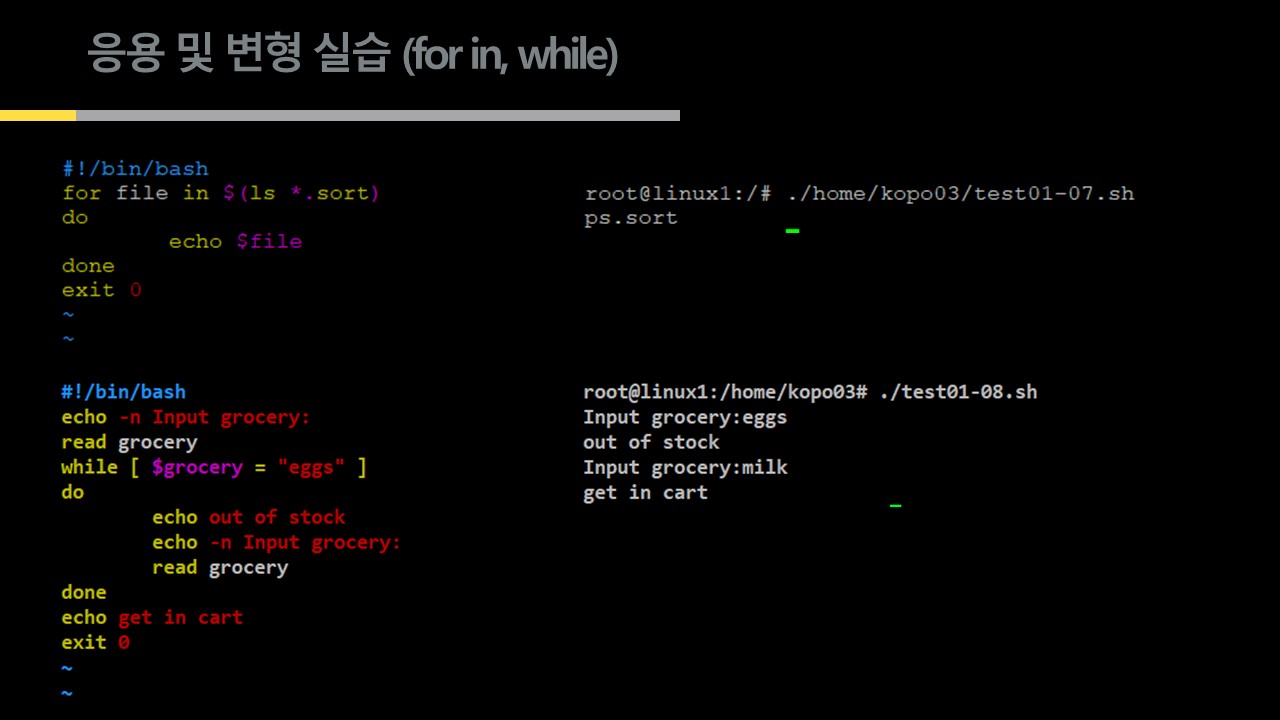 응용 및 변형 실습 (for in, while)
#!/bin/bash
for file in $(ls *.sort)
do
echo $file
done
exit 0
~
~
root@linux1:/# ./home/kopo03/test01-07.sh
ps.sort
#!/bin/bash
echo -n Input grocery:
read grocery
while [ $grocery = "eggs" ]
do
echo out of stock
echo -n Input grocery:
read grocery
done
echo get in cart
exit 0
~
~
root@linux1:/home/kopo03# ./test01-08.sh
Input grocery:eggs
out of stock
Input grocery:milk
get in cart